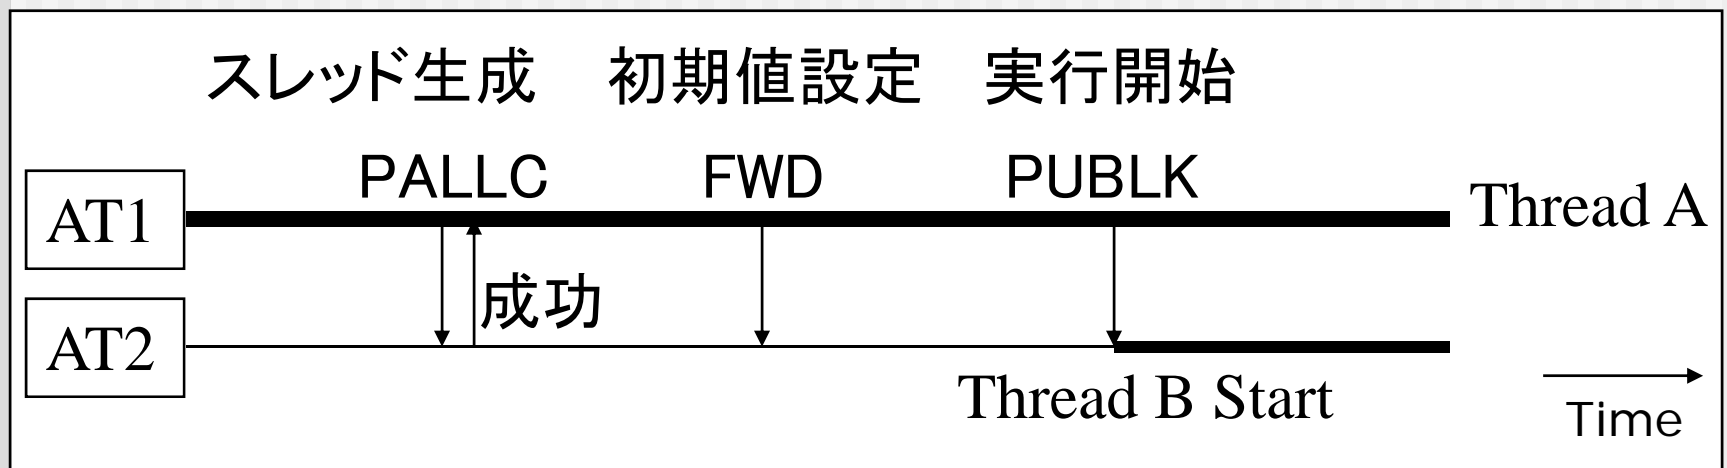 スレッド生成 初期値設定 実行開始
PALLC FWD PUBLK
AT1 Thread A
成功
AT2
Thread B Start
Time